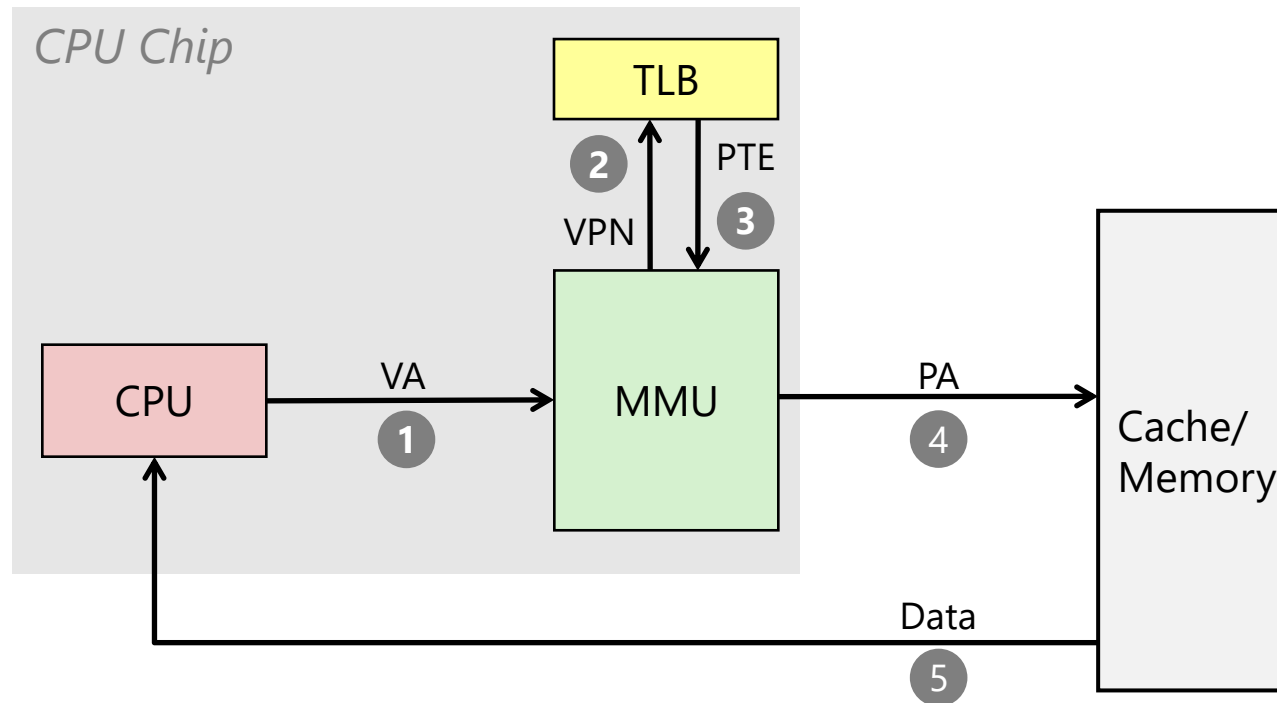 CPU Chip
TLB
2
PTE
VPN
3
CPU
VA
1
MMU
PA
4
Cache/
Memory
Data
5